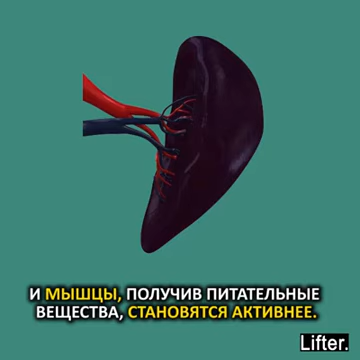 И МЫШЦЫ, ПОЛУЧИВ ПИТАТЕЛЬНЫЕ
ВЕЩЕСТВА, СТАНОВЯТСЯ АКТИВНЕЕ.
Lifter.